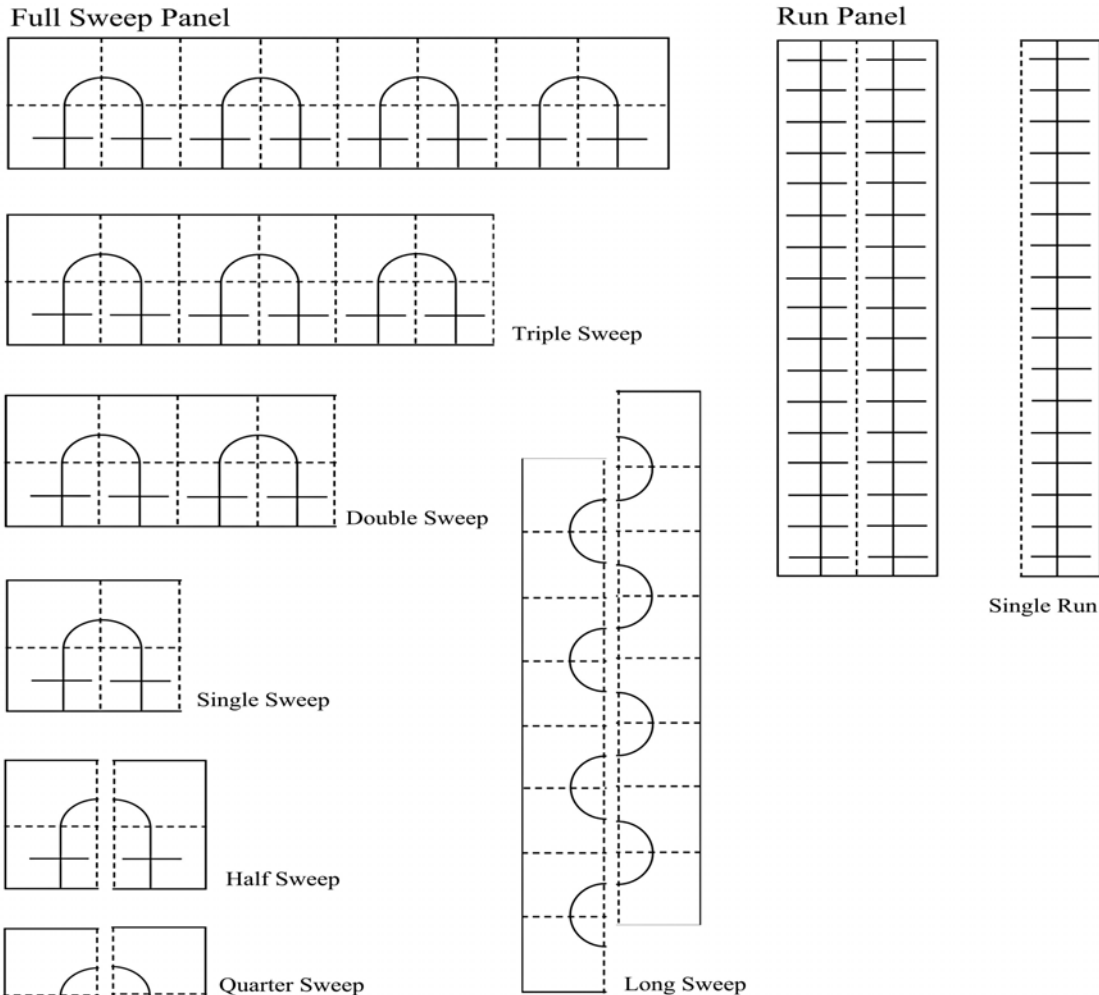 Full Sweep Panel
Run Panel
Triple Sweep
Double Sweep
Single Run
Single Sweep
Half Sweep
Quarter Sweep
Long Sweep